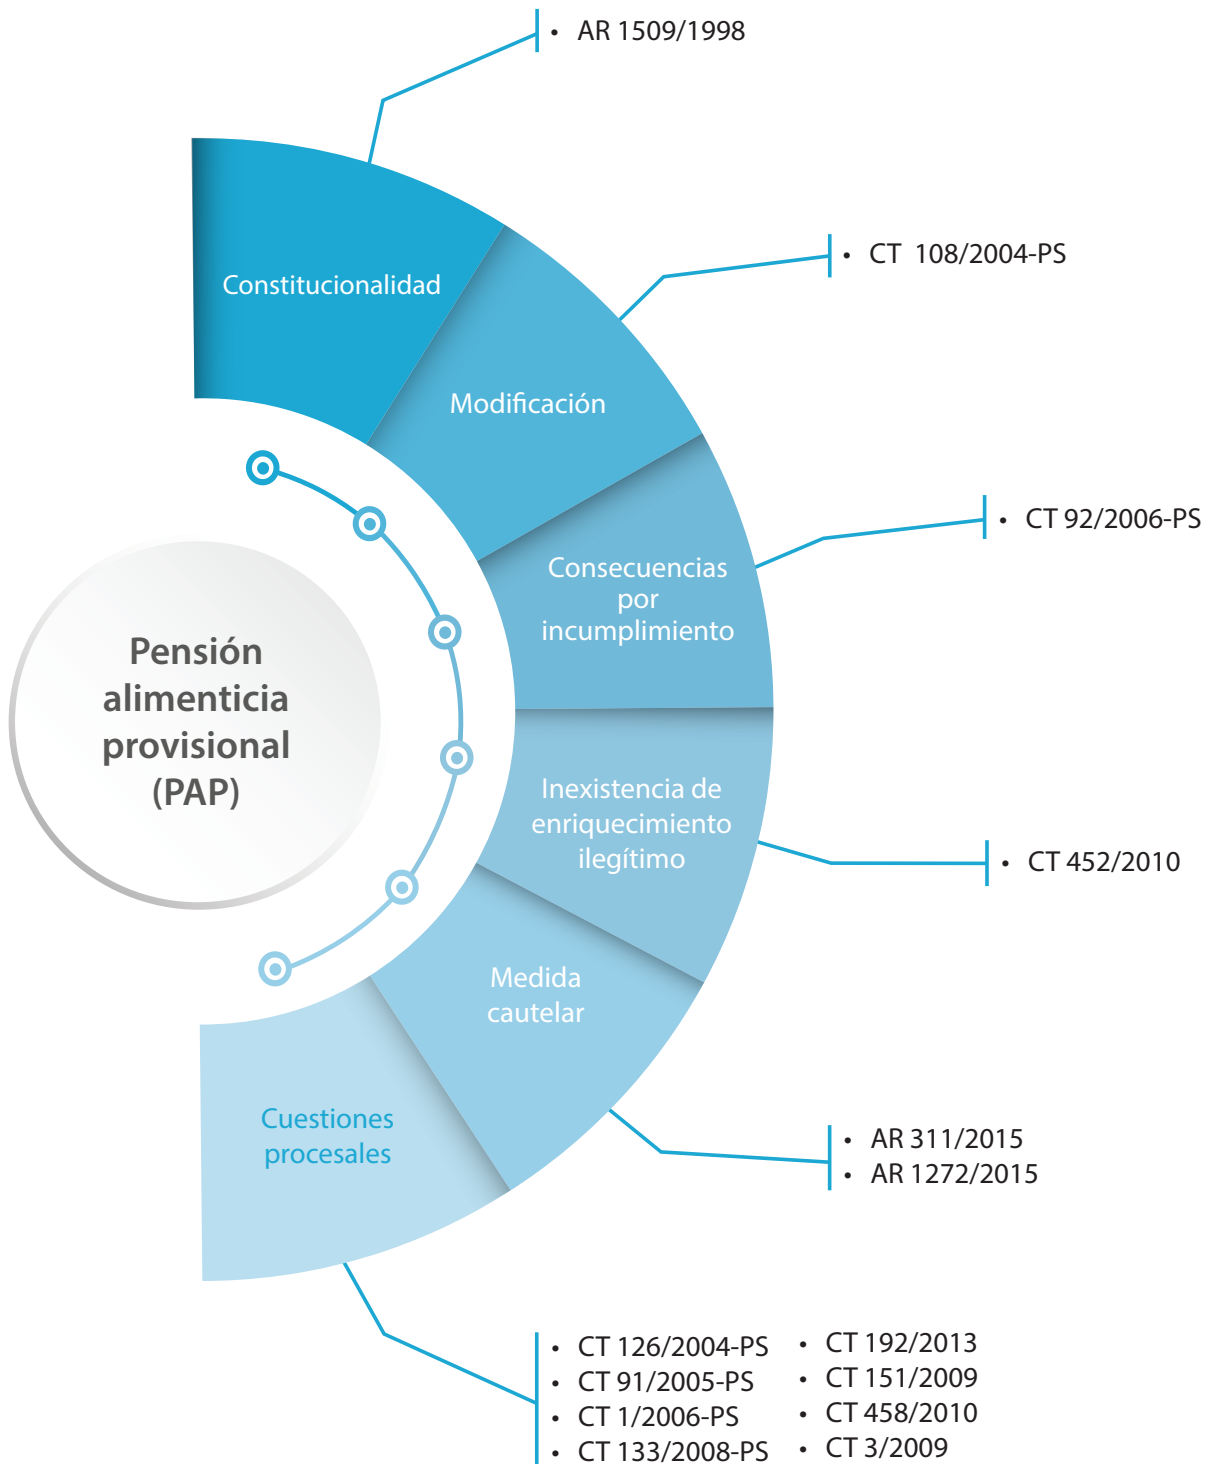 • AR 1509/1998
Constitucionalidad
• CT 108/2004-PS
Modificación
• CT 92/2006-PS
Consecuencias
por
incumplimiento
Pensión
alimenticia
provisional
(PAP)
Inexistencia de
enriquecimiento
ilegítimo
• CT 452/2010
Medida
cautelar
• AR 311/2015
• AR 1272/2015
Cuestiones
procesales
• CT 126/2004-PS
• CT 91/2005-PS
• CT 1/2006-PS
• CT 133/2008-PS
• CT 192/2013
• CT 151/2009
• CT 458/2010
• CT 3/2009